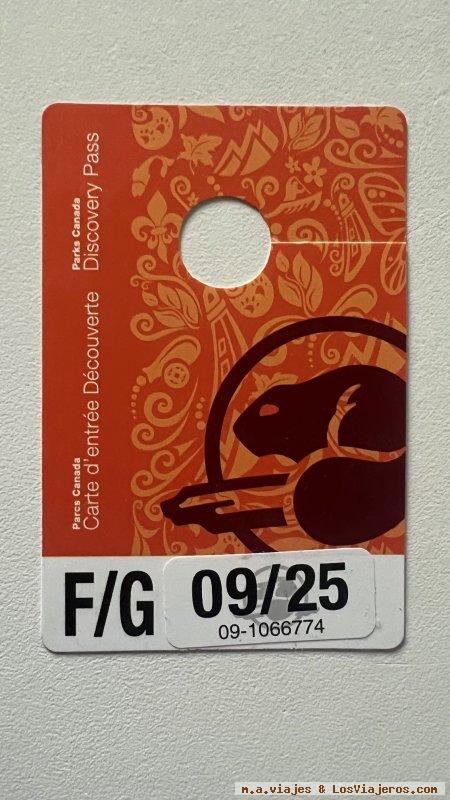 Parks Canada
Discovery Pass
Parcs Canada
Carte d'entrée Découverte
F/G
09/25
09-1066774
m.a.viajes & LosViajeros.com